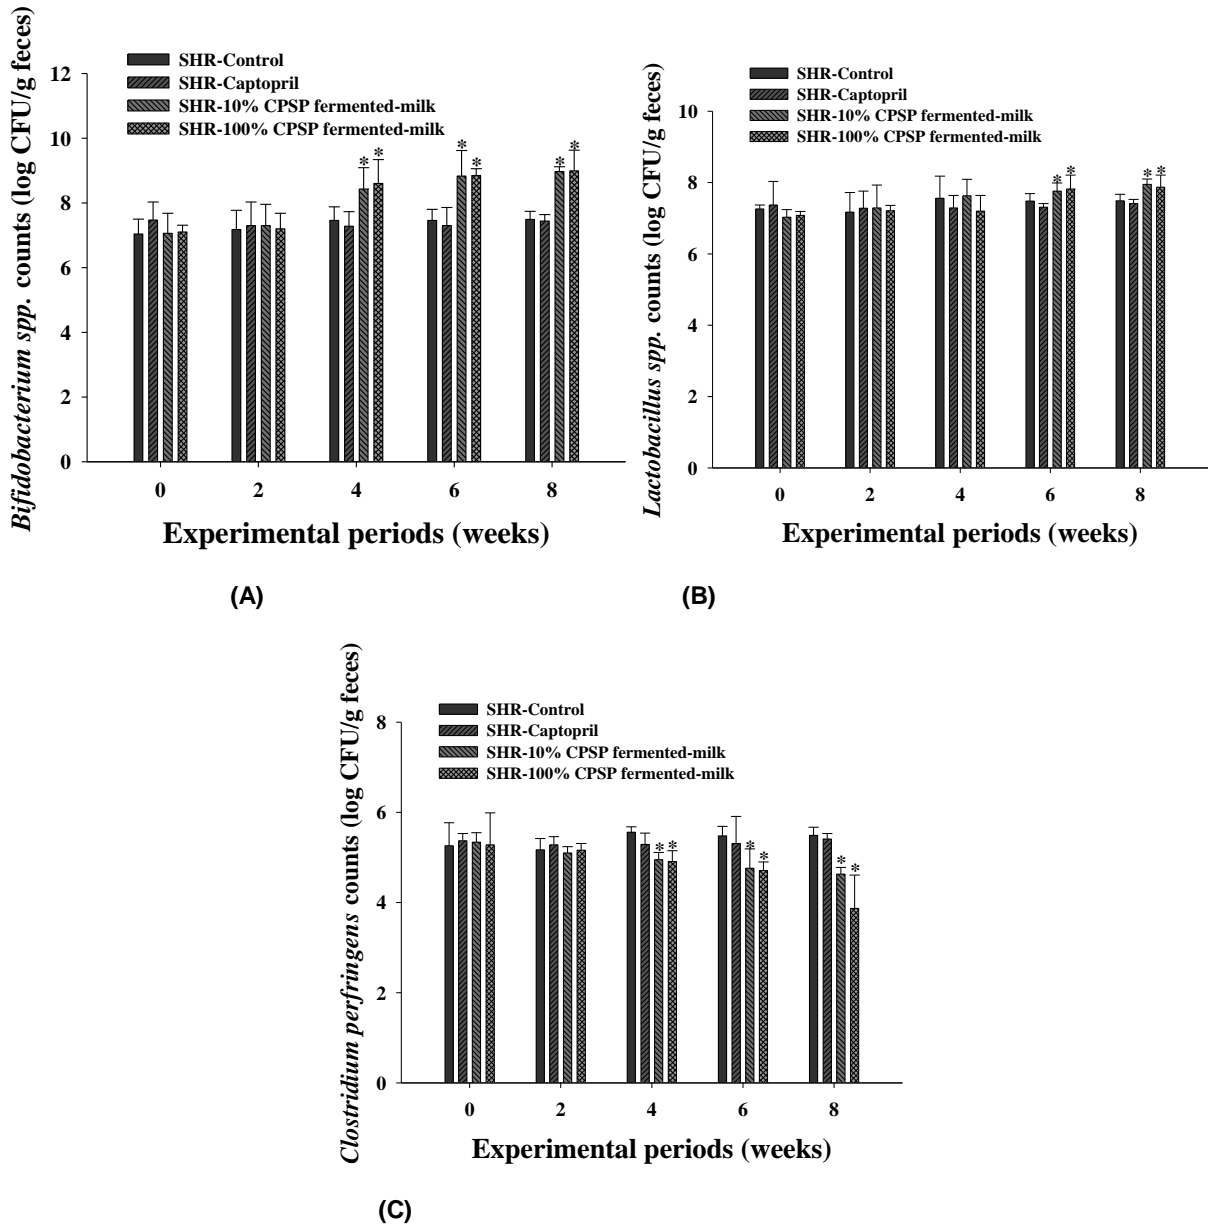 SHR-Control
SHR-Captopril
SHR-10% CPSP fermented-milk
SHR-100% CPSP fermented-milk
Bifidobacterium spp. counts (log CFU/g feces)
12
10
8
6
4
2
0
* * * * * *
0 2 4 6 8
Experimental periods (weeks)
(A)
SHR-Control
SHR-Captopril
SHR-10% CPSP fermented-milk
SHR-100% CPSP fermented-milk
Lactobacillus spp. counts (log CFU/g feces)
10
8
6
4
2
0
* * * *
0 2 4 6 8
Experimental periods (weeks)
(B)
SHR-Control
SHR-Captopril
SHR-10% CPSP fermented-milk
SHR-100% CPSP fermented-milk
Clostridium perfringens counts (log CFU/g feces)
8
6
4
2
0
* * * * * *
0 2 4 6 8
Experimental periods (weeks)
(C)